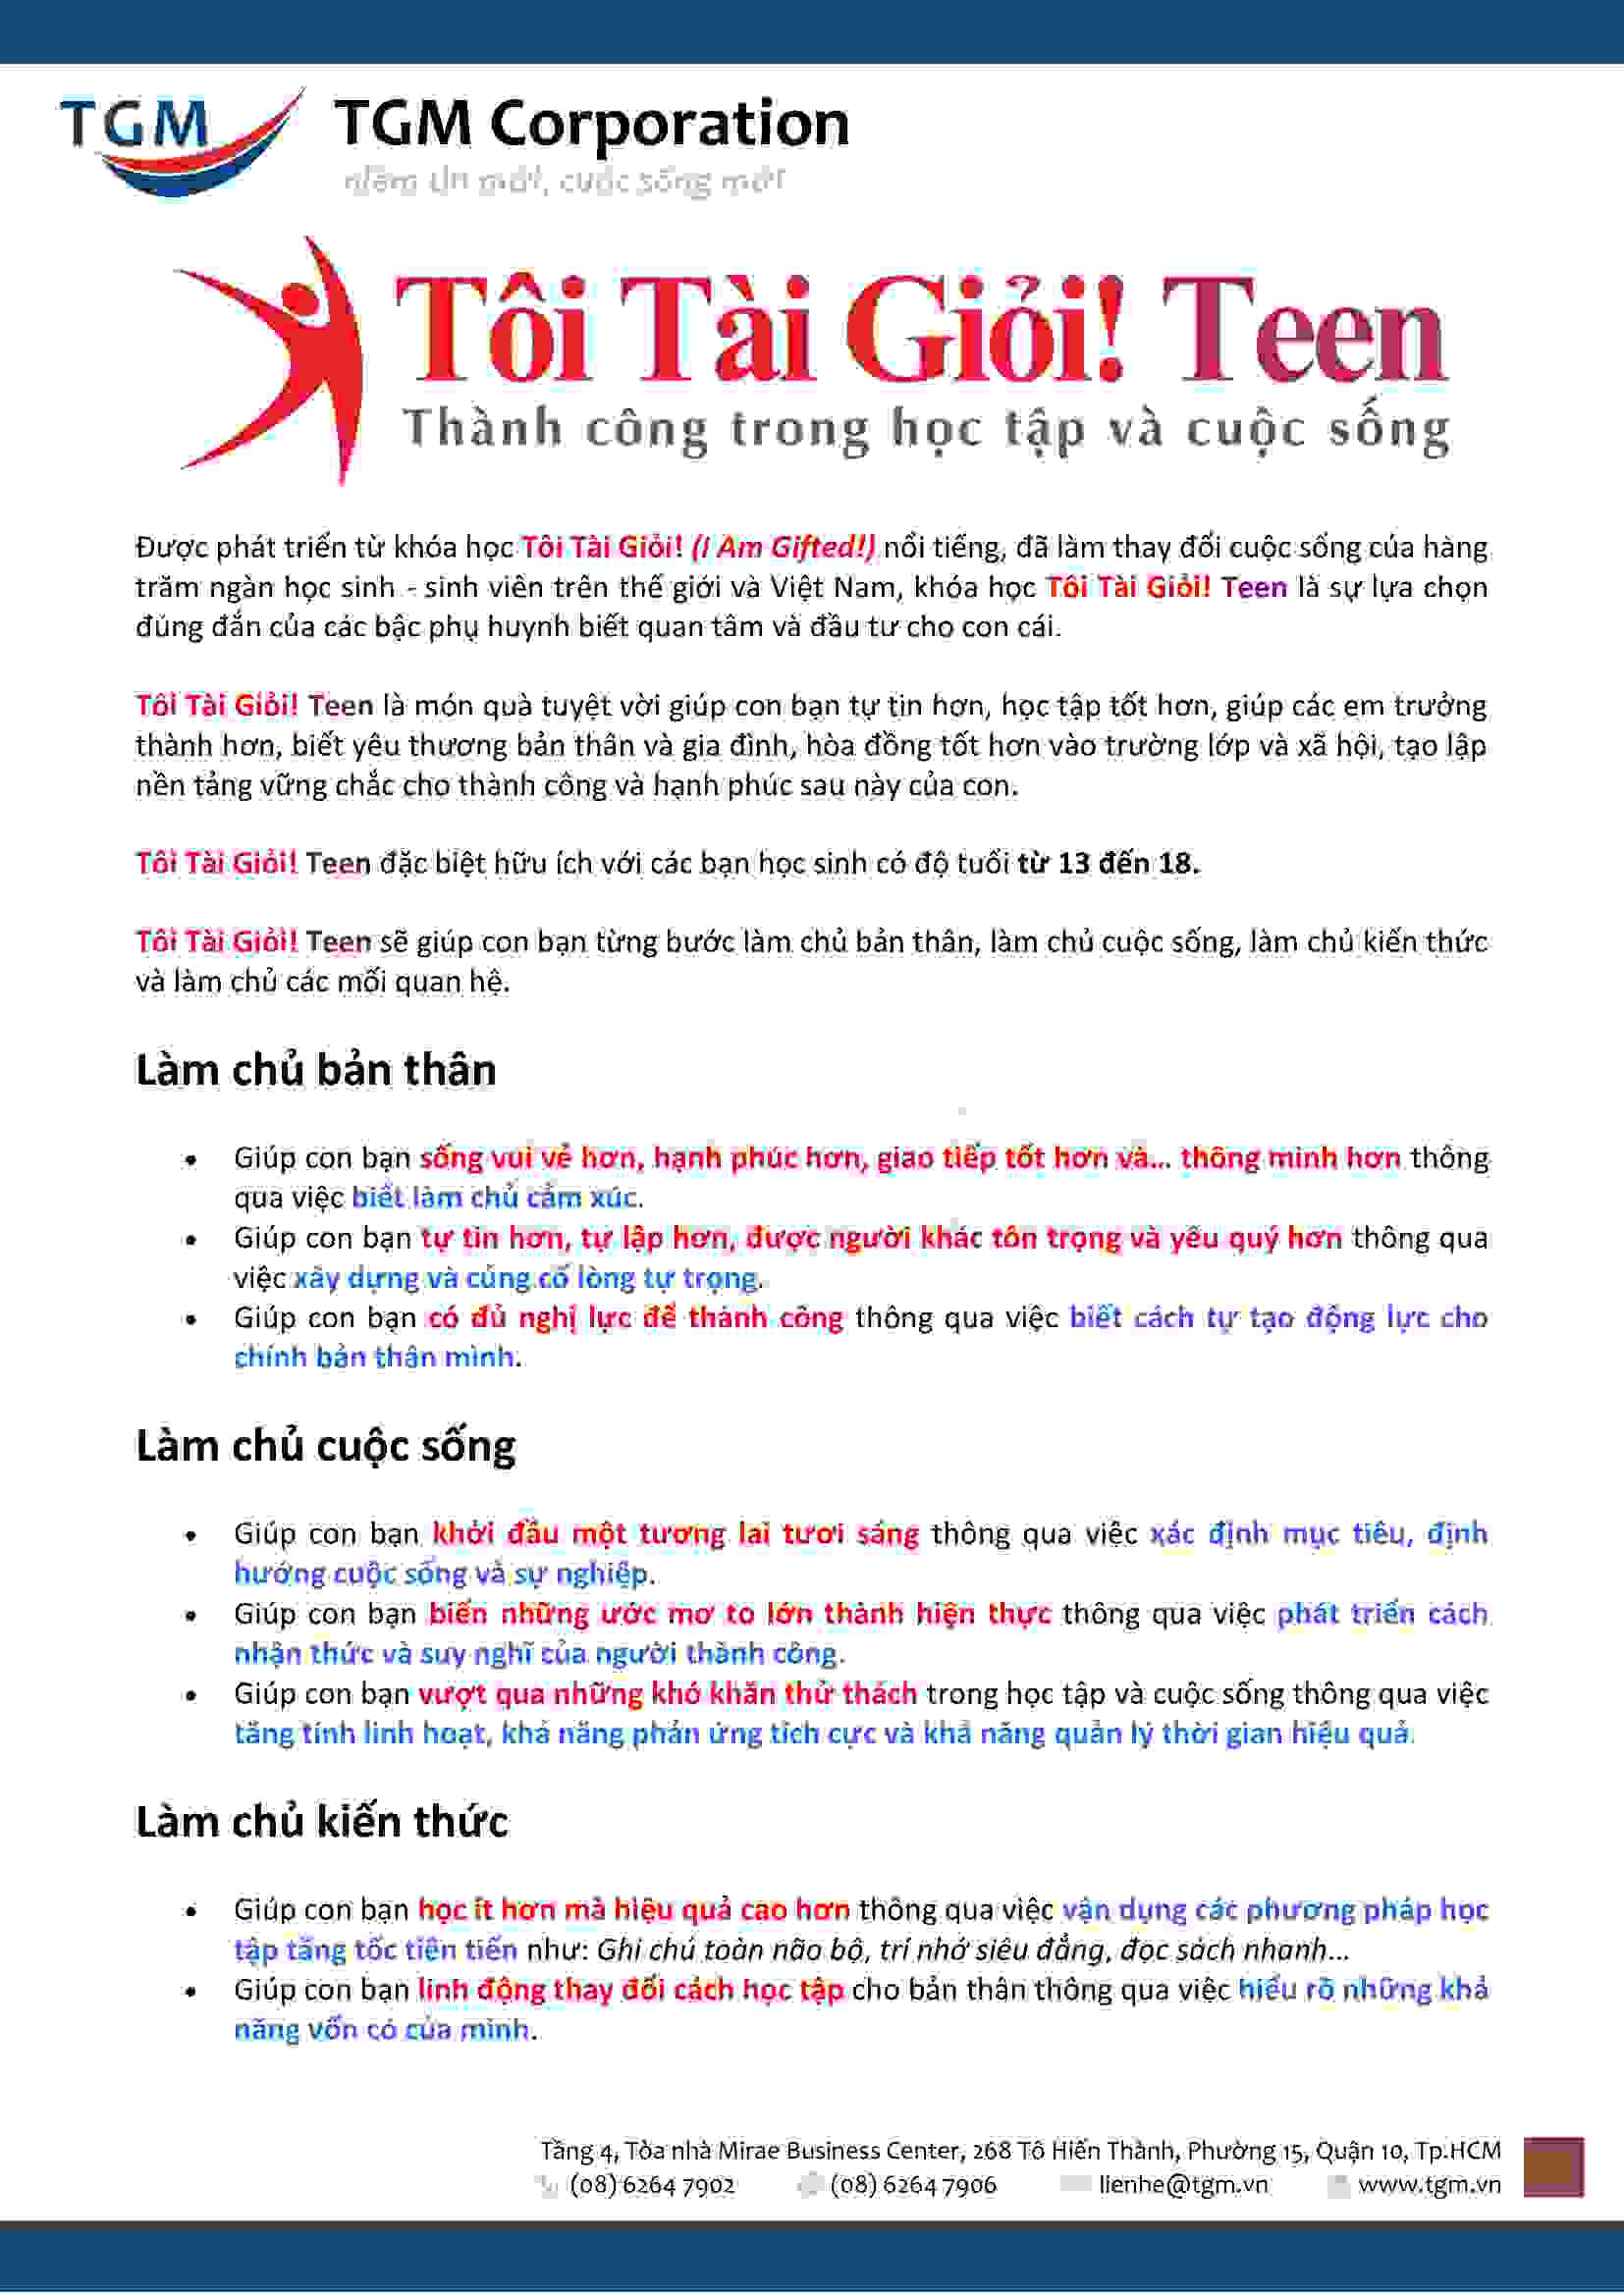 TGM
TGM Corporation
niềm tin mới, cuộc sống mới
Tôi Tài Giỏi! Teen
Thành công trong học tập và cuộc sống
Được phát triển từ khóa học Tôi Tài Giỏi! (I Am Gifted!) nổi tiếng, đã làm thay đổi cuộc sống của hàng
trăm ngàn học sinh - sinh viên trên thế giới và Việt Nam, khóa học Tôi Tài Giỏi! Teen là sự lựa chọn
đúng đắn của các bậc phụ huynh biết quan tâm và đầu tư cho con cái.
Tôi Tài Giỏi! Teen là món quà tuyệt vời giúp con bạn tự tin hơn, học tập tốt hơn, giúp các em trưởng
thành hơn, biết yêu thương bản thân và gia đình, hòa đồng tốt hơn vào trường lớp và xã hội, tạo lập
nền tảng vững chắc cho thành công và hạnh phúc sau này của con.
Tôi Tài Giỏi! Teen đặc biệt hữu ích với các bạn học sinh có độ tuổi từ 13 đến 18.
Tôi Tài Giỏi! Teen sẽ giúp con bạn từng bước làm chủ bản thân, làm chủ cuộc sống, làm chủ kiến thức
và làm chủ các mối quan hệ.
Làm chủ bản thân
• Giúp con bạn sống vui vẻ hơn, hạnh phúc hơn, giao tiếp tốt hơn và... thông minh hơn thông
qua việc biết làm chủ cảm xúc.
• Giúp con bạn tự tin hơn, tự lập hơn, được người khác tôn trọng và yêu quý hơn thông qua
việc xây dựng và củng cố lòng tự trọng.
• Giúp con bạn có đủ nghị lực để thành công thông qua việc biết cách tự tạo động lực cho
chính bản thân mình.
Làm chủ cuộc sống
• Giúp con bạn khởi đầu một tương lai tươi sáng thông qua việc xác định mục tiêu, định
hướng cuộc sống và sự nghiệp.
• Giúp con bạn biến những ước mơ to lớn thành hiện thực thông qua việc phát triển cách
nhận thức và suy nghĩ của người thành công.
• Giúp con bạn vượt qua những khó khăn thử thách trong học tập và cuộc sống thông qua việc
tăng tính linh hoạt, khả năng phản ứng tích cực và khả năng quản lý thời gian hiệu quả.
Làm chủ kiến thức
• Giúp con bạn học ít hơn mà hiệu quả cao hơn thông qua việc vận dụng các phương pháp học
tập tăng tốc tiên tiến như: Ghi chú toàn não bộ, trí nhớ siêu đẳng, đọc sách nhanh...
• Giúp con bạn linh động thay đổi cách học tập cho bản thân thông qua việc hiểu rõ những khả
năng vốn có của mình.
Tầng 4, Tòa nhà Mirae Business Center, 268 Tô Hiến Thành, Phường 15, Quận 10, Tp.HCM
(08) 6264 7902 (08) 6264 7906 lienhe@tgm.vn www.tgm.vn